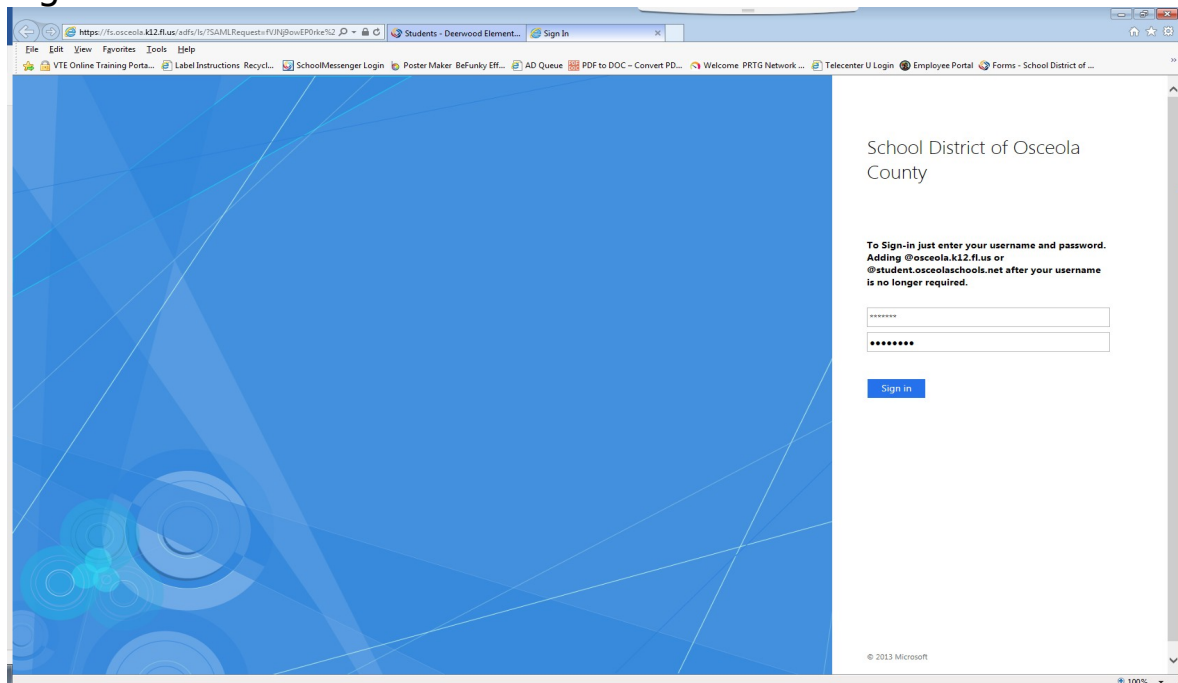 https://fs.osceola.k12.fl.us/adfs/ls/?SAMLRequest=fVJNj9owEP0rke%2
Students - Deerwood Element...
Sign In
File Edit View Favorites Tools Help
VTE Online Training Porta... Label Instructions Recycl... SchoolMessenger Login Poster Maker BeFunky Eff... AD Queue PDF to DOC – Convert PD... Welcome PRTG Network ... Telecenter U Login Employee Portal Forms - School District of ...
School District of Osceola
County
To Sign-in just enter your username and password.
Adding @osceola.k12.fl.us or
@student.osceolaschools.net after your username
is no longer required.
*******
••••••••
Sign in
© 2013 Microsoft
100%